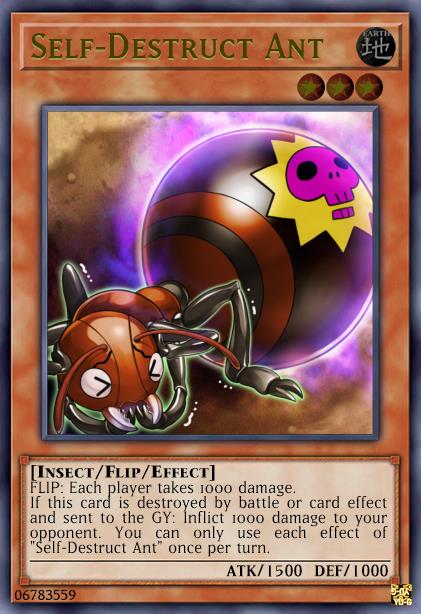 Self-Destruct Ant
EARTH
地
[Insect/Flip/Effect]
FLIP: Each player takes 1000 damage.
If this card is destroyed by battle or card effect
and sent to the GY: Inflict 1000 damage to your
opponent. You can only use each effect of
"Self-Destruct Ant" once per turn.
ATK/1500 DEF/1000
06783559